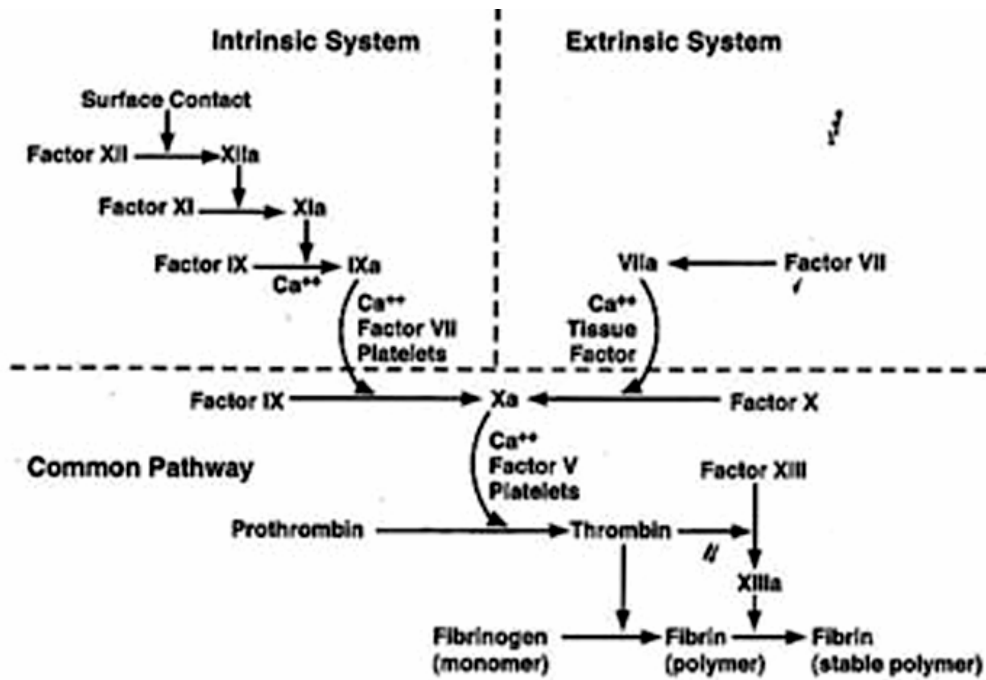 Intrinsic System
Extrinsic System
Surface Contact
Factor XII
XIIa
Factor XI
XIa
Factor IX
Ca++
IXa
VIIa
Factor VII
Ca++
Factor VII
Platelets
Ca++
Tissue
Factor
Factor IX
Xa
Factor X
Common Pathway
Ca++
Factor V
Platelets
Factor XIII
Prothrombin
Thrombin
XIIIa
Fibrinogen
(monomer)
Fibrin
(polymer)
Fibrin
(stable polymer)